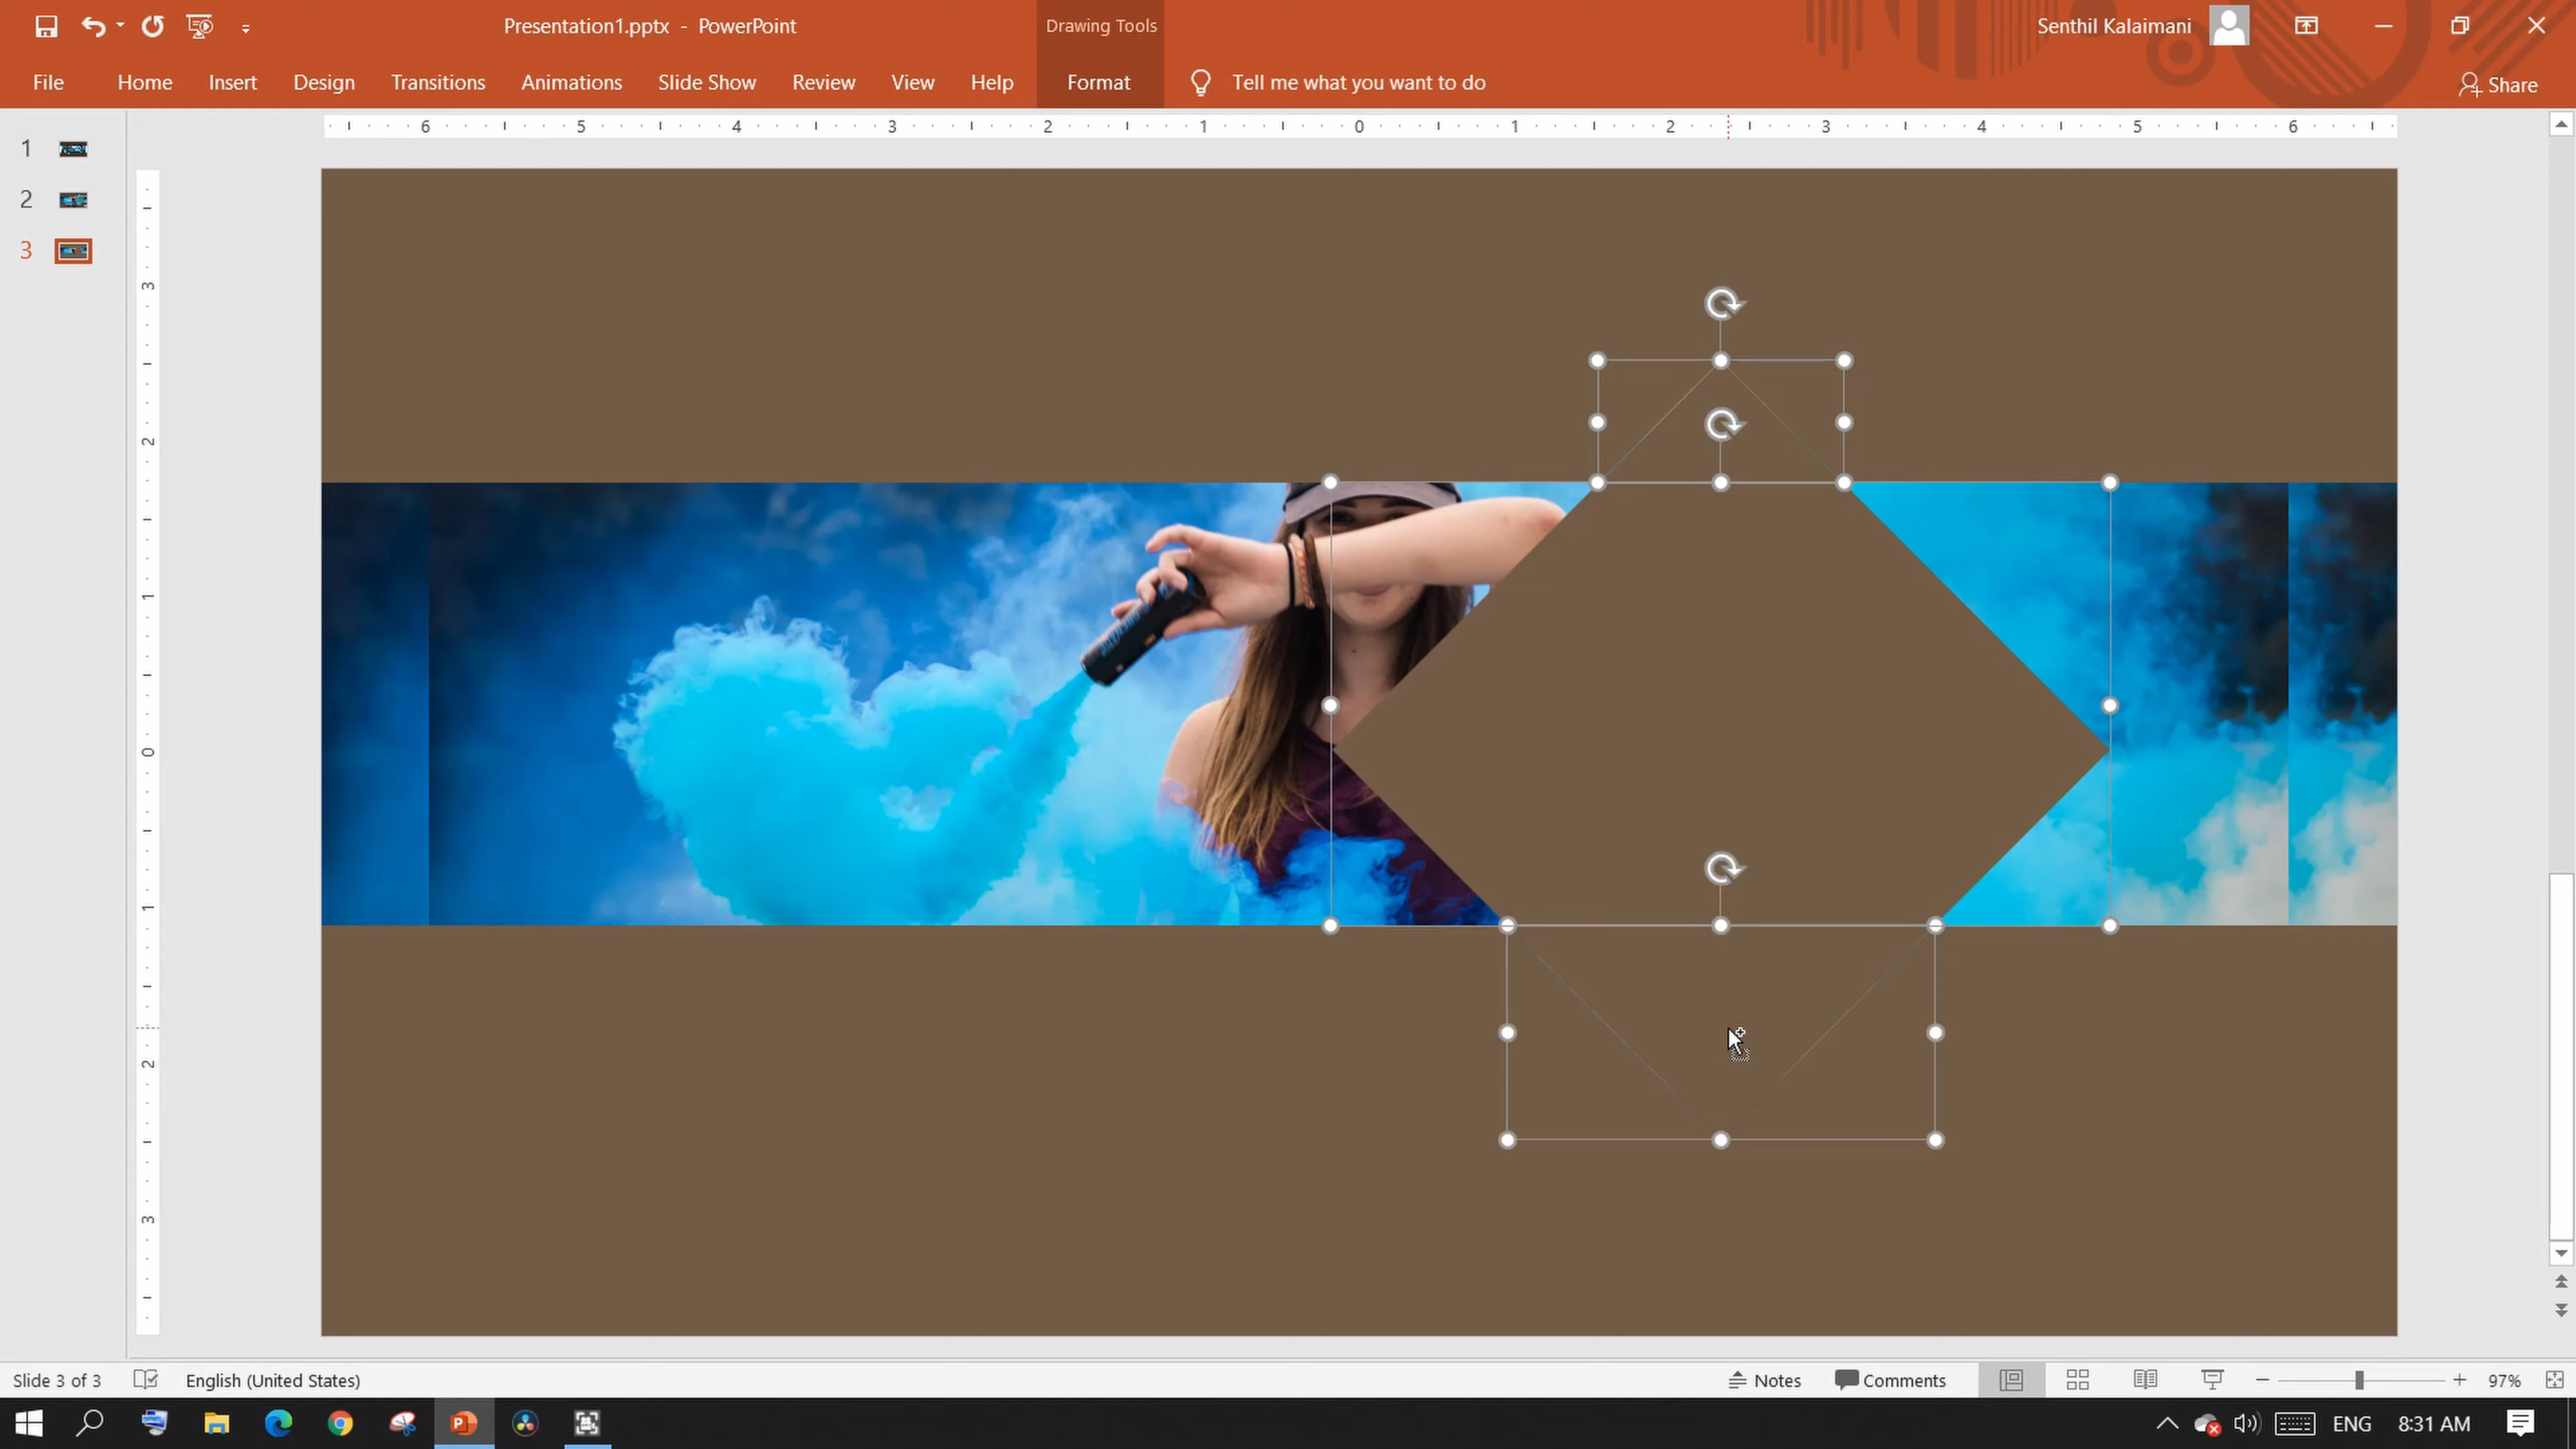 Presentation1.pptx - PowerPoint
Drawing Tools
Senthil Kalaimani
File Home Insert Design Transitions Animations Slide Show Review View Help Format Tell me what you want to do Share
6 5 4 3 2 1 0 1 2 3 4 5 6
1
2
3
3
2
1
0
1
2
3
Slide 3 of 3 English (United States) Notes Comments 97%
ENG 8:31 AM